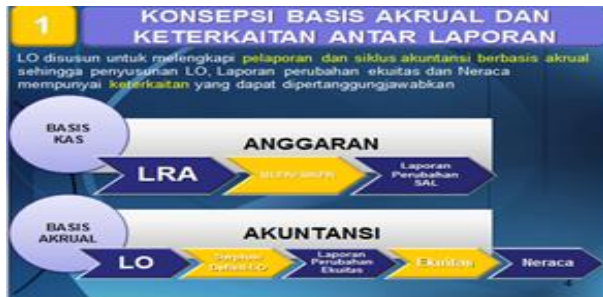 1
KONSEPSI BASIS AKRUAL DAN
KETERKAITAN ANTAR LAPORAN
LO disusun untuk melengkapi pelaporan dan siklus akuntansi berbasis akrual
sehingga penyusunan LO, Laporan perubahan ekuitas dan Neraca
mempunyai keterkaitan yang dapat dipertanggungjawabkan
BASIS
KAS
ANGGARAN
LRA
Laporan
Perubahan
SAL
BASIS
AKRUAL
AKUNTANSI
LO
Surplus/
Defisit-LO
Laporan
Perubahan
Ekuitas
Ekuitas
Neraca
4